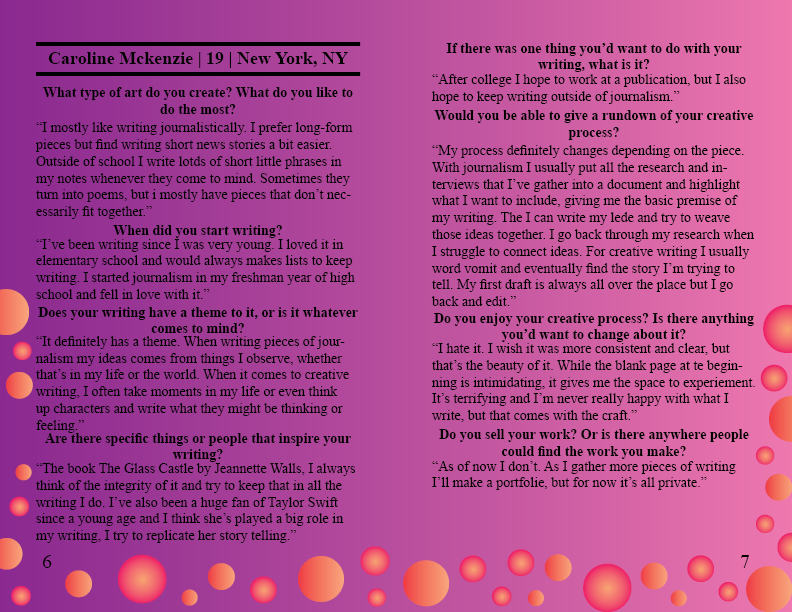 Caroline Mckenzie | 19 | New York, NY
What type of art do you create? What do you like to
do the most?
“I mostly like writing journalistically. I prefer long-form
pieces but find writing short news stories a bit easier.
Outside of school I write lotds of short little phrases in
my notes whenever they come to mind. Sometimes they
turn into poems, but i mostly have pieces that don’t nec-
essarily fit together.”
When did you start writing?
“I’ve been writing since I was very young. I loved it in
elementary school and would always makes lists to keep
writing. I started journalism in my freshman year of high
school and fell in love with it.”
Does your writing have a theme to it, or is it whatever
comes to mind?
“It definitely has a theme. When writing pieces of jour-
nalism my ideas comes from things I observe, whether
that’s in my life or the world. When it comes to creative
writing, I often take moments in my life or even think
up characters and write what they might be thinking or
feeling.”
Are there specific things or people that inspire your
writing?
“The book The Glass Castle by Jeannette Walls, I always
think of the integrity of it and try to keep that in all the
writing I do. I’ve also been a huge fan of Taylor Swift
since a young age and I think she’s played a big role in
my writing, I try to replicate her story telling.”
6
If there was one thing you’d want to do with your
writing, what is it?
“After college I hope to work at a publication, but I also
hope to keep writing outside of journalism.”
Would you be able to give a rundown of your creative
process?
“My process definitely changes depending on the piece.
With journalism I usually put all the research and in-
terviews that I’ve gather into a document and highlight
what I want to include, giving me the basic premise of
my writing. The I can write my lede and try to weave
those ideas together. I go back through my research when
I struggle to connect ideas. For creative writing I usually
word vomit and eventually find the story I’m trying to
tell. My first draft is always all over the place but I go
back and edit.”
Do you enjoy your creative process? Is there anything
you’d want to change about it?
“I hate it. I wish it was more consistent and clear, but
that’s the beauty of it. While the blank page at te begin-
ning is intimidating, it gives me the space to experiement.
It’s terrifying and I’m never really happy with what I
write, but that comes with the craft.”
Do you sell your work? Or is there anywhere people
could find the work you make?
“As of now I don’t. As I gather more pieces of writing
I’ll make a portfolie, but for now it’s all private.”
7